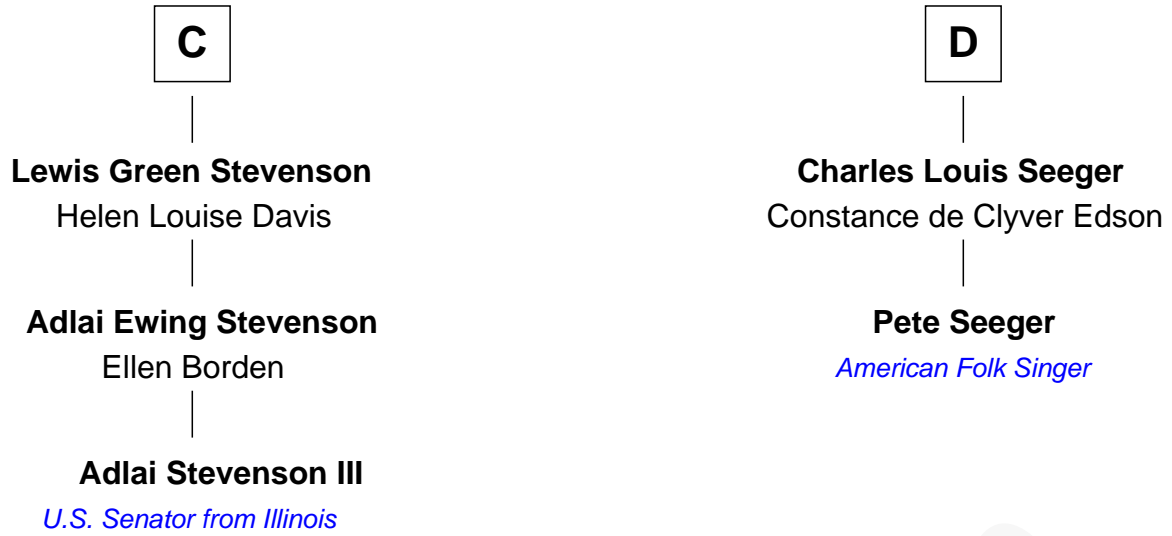 C
Lewis Green Stevenson
Helen Louise Davis
Adlai Ewing Stevenson
Ellen Borden
Adlai Stevenson III
U.S. Senator from Illinois
D
Charles Louis Seeger
Constance de Clyver Edson
Pete Seeger
American Folk Singer